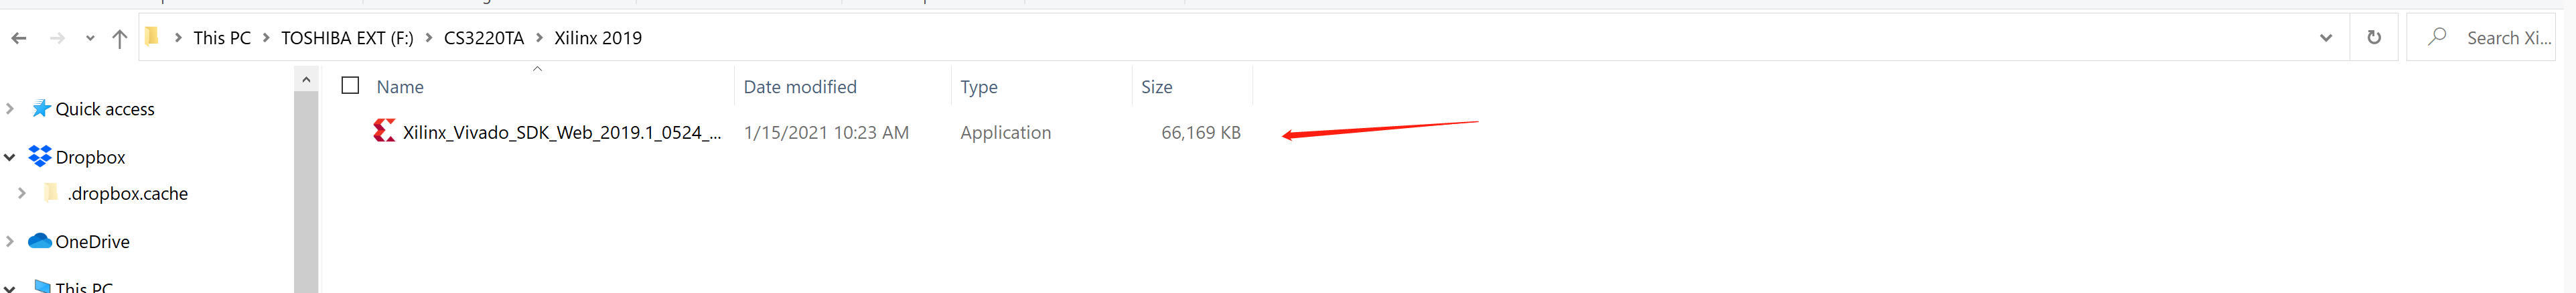 This PC > TOSHIBA EXT (F:) > CS3220TA > Xilinx 2019
Search Xi...
Name Date modified Type Size
Quick access
Xilinx_Vivado_SDK_Web_2019.1_0524_... 1/15/2021 10:23 AM Application 66,169 KB
Dropbox
.dropbox.cache
OneDrive
This PC